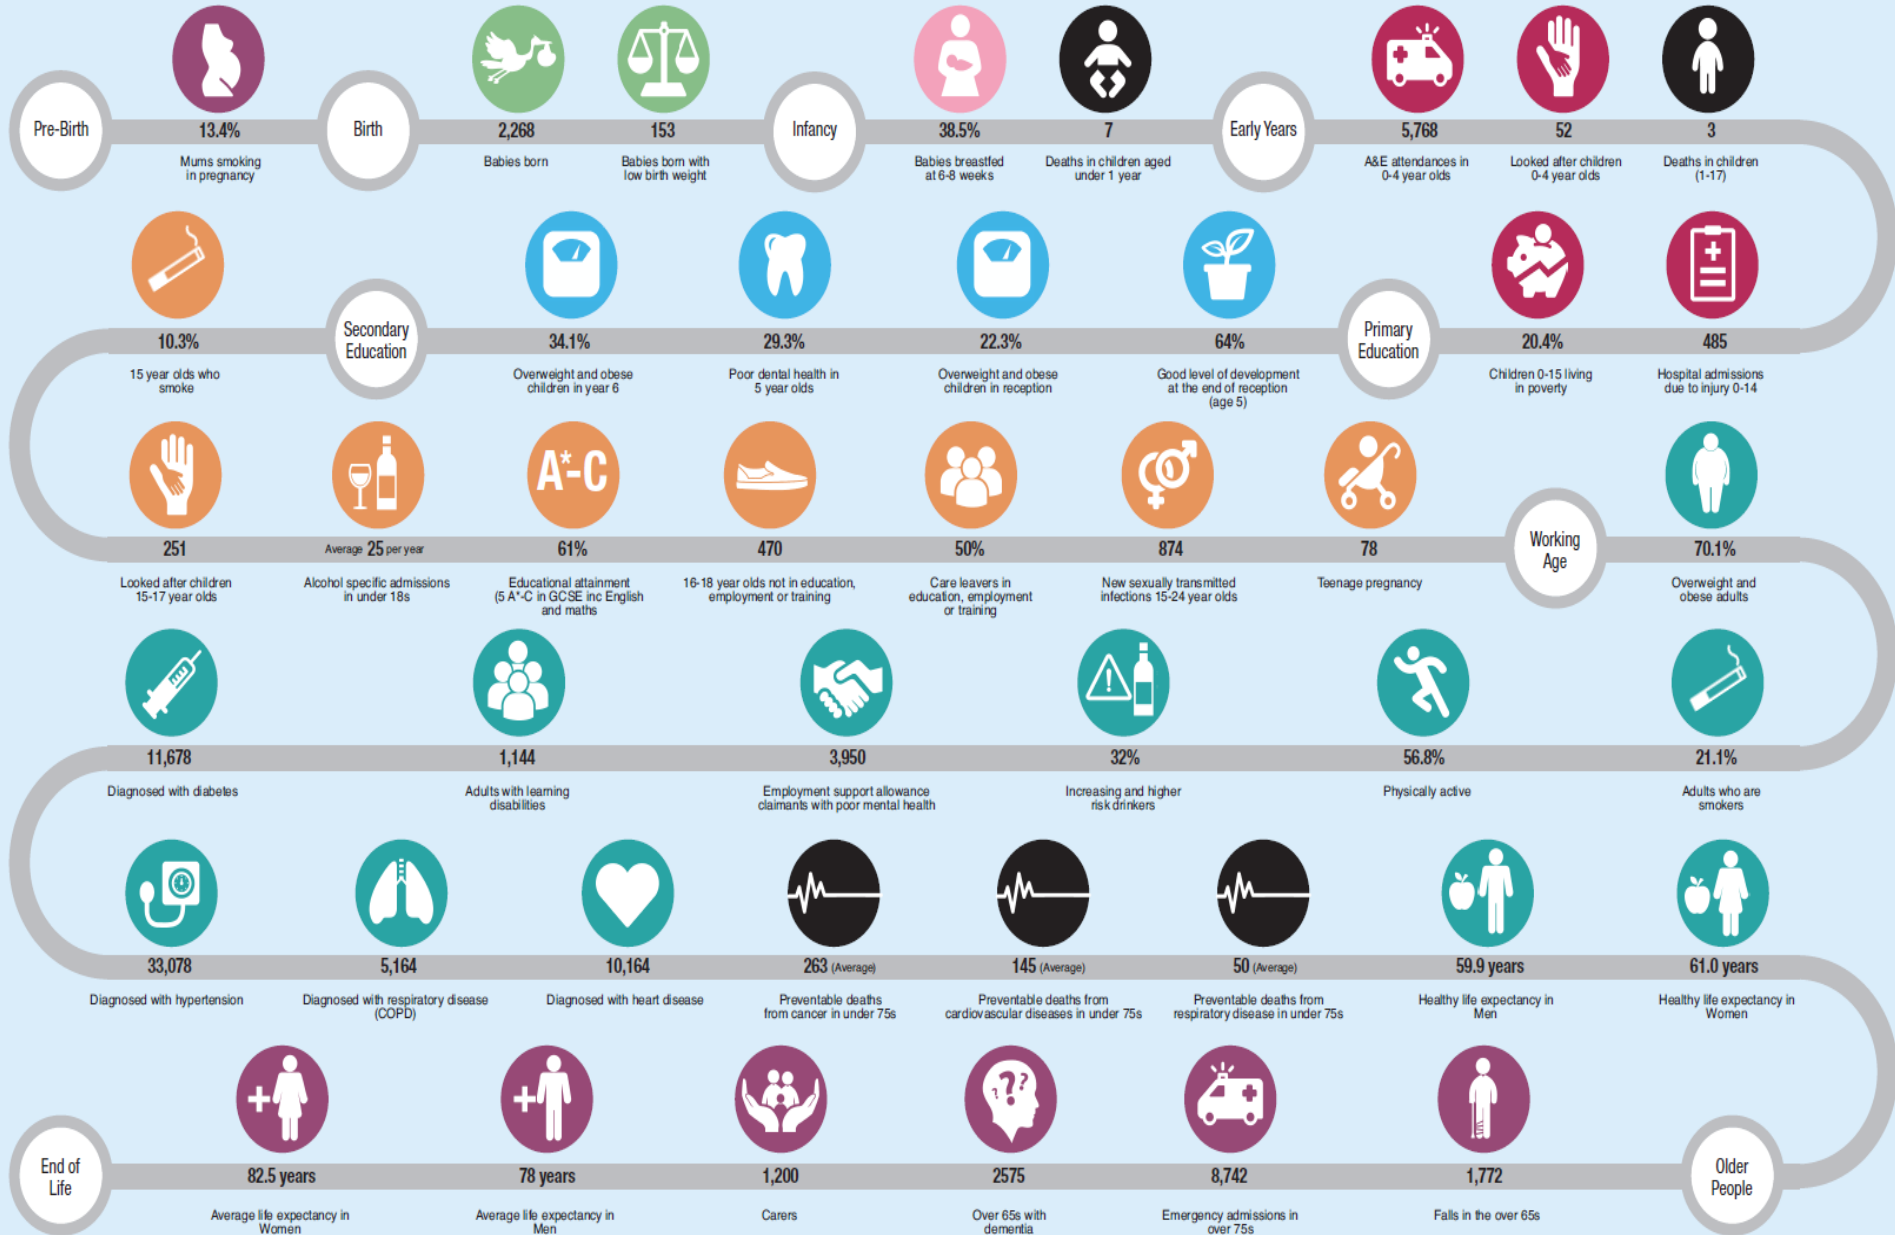 Pre-Birth
13.4%
Mums smoking
in pregnancy
Birth
2,268
Babies born
153
Babies born with
low birth weight
Infancy
38.5%
Babies breastfed
at 6-8 weeks
7
Deaths in children aged
under 1 year
Early Years
5,768
A&E attendances in
0-4 year olds
52
Looked after children
0-4 year olds
3
Deaths in children
(1-17)
10.3%
15 year olds who
smoke
Secondary
Education
34.1%
Overweight and obese
children in year 6
29.3%
Poor dental health in
5 year olds
22.3%
Overweight and obese
children in reception
64%
Good level of development
at the end of reception
(age 5)
Primary
Education
20.4%
Children 0-15 living
in poverty
485
Hospital admissions
due to injury 0-14
251
Looked after children
15-17 year olds
Average 25 per year
Alcohol specific admissions
in under 18s
A*-C
61%
Educational attainment
(5 A*-C in GCSE inc English
and maths
470
16-18 year olds not in education,
employment or training
50%
Care leavers in
education, employment
or training
874
New sexually transmitted
infections 15-24 year olds
78
Teenage pregnancy
Working
Age
70.1%
Overweight and
obese adults
11,678
Diagnosed with diabetes
1,144
Adults with learning
disabilities
3,950
Employment support allowance
claimants with poor mental health
32%
Increasing and higher
risk drinkers
56.8%
Physically active
21.1%
Adults who are
smokers
33,078
Diagnosed with hypertension
5,164
Diagnosed with respiratory disease
(COPD)
10,164
Diagnosed with heart disease
263 (Average)
Preventable deaths
from cancer in under 75s
145 (Average)
Preventable deaths from
cardiovascular diseases in under 75s
50 (Average)
Preventable deaths from
respiratory disease in under 75s
59.9 years
Healthy life expectancy in
Men
61.0 years
Healthy life expectancy in
Women
End of
Life
82.5 years
Average life expectancy in
Women
78 years
Average life expectancy in
Men
1,200
Carers
???
2575
Over 65s with
dementia
8,742
Emergency admissions in
over 75s
1,772
Falls in the over 65s
Older
People